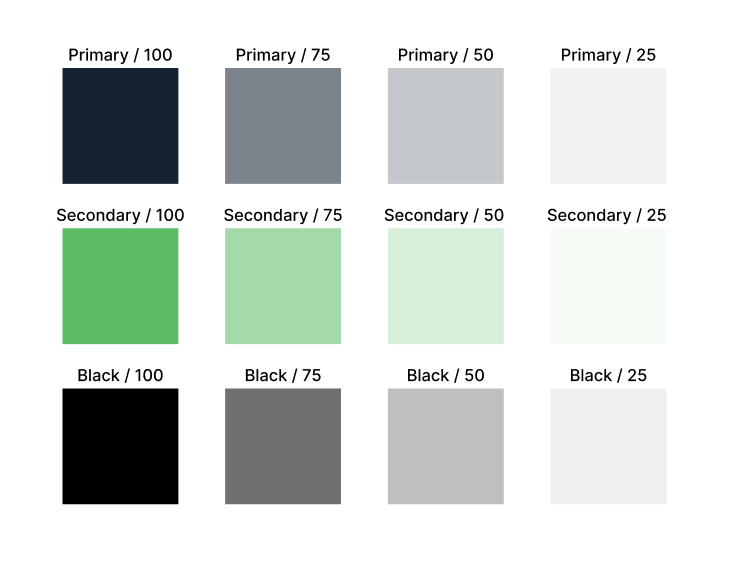 Primary / 100
Primary / 75
Primary / 50
Primary / 25
Secondary / 100
Secondary / 75
Secondary / 50
Secondary / 25
Black / 100
Black / 75
Black / 50
Black / 25